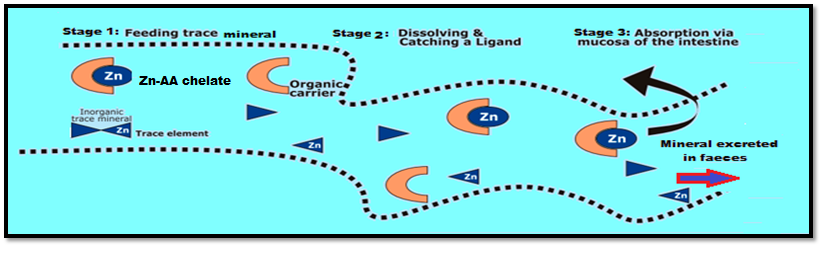 Stage 1: Feeding trace mineral
Stage 2: Dissolving &
Catching a Ligand
Stage 3: Absorption via
mucosa of the intestine
Zn
Zn-AA chelate
Organic
carrier
Inorganic
trace mineral
Zn
Trace element
Zn
Zn
Zn
Zn
Mineral excreted
in faeces
Zn